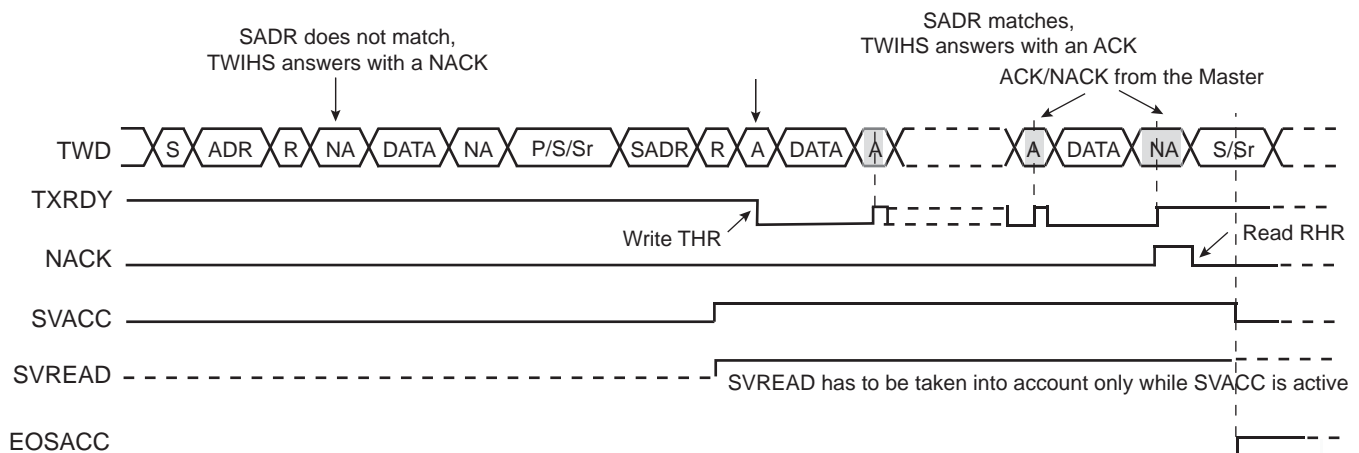 SADR does not match,
TWIHS answers with a NACK
SADR matches,
TWIHS answers with an ACK
ACK/NACK from the Master
TWD S ADR R NA DATA NA P/S/Sr SADR R A DATA A A DATA NA S/Sr
TXRDY
Write THR
Read RHR
NACK
SVACC
SVREAD
SVREAD has to be taken into account only while SVACC is active
EOSACC